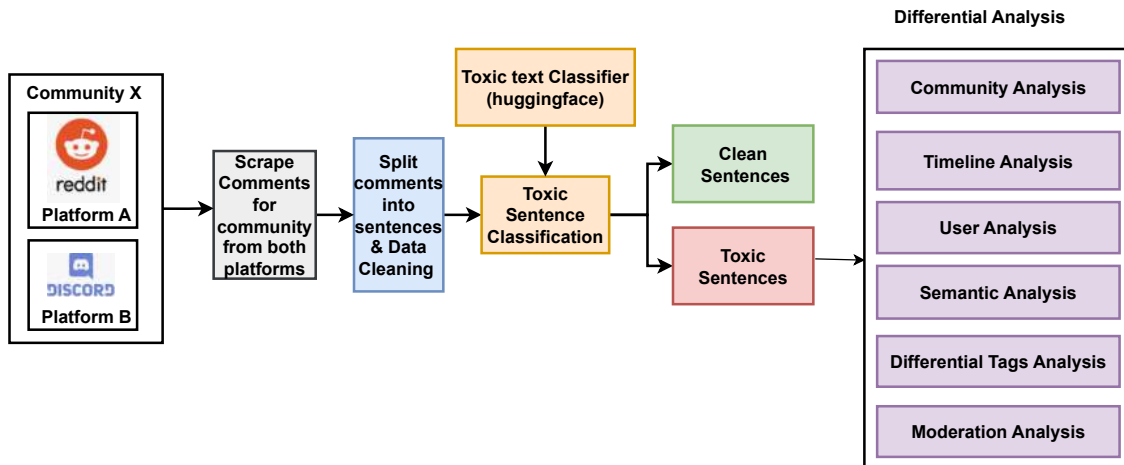 Differential Analysis
Community X
reddit
Platform A
DISCORD
Platform B
Scrape
Comments
for
community
from both
platforms
Split
comments
into
sentences
& Data
Cleaning
Toxic text Classifier
(huggingface)
Toxic
Sentence
Classification
Clean
Sentences
Toxic
Sentences
Community Analysis
Timeline Analysis
User Analysis
Semantic Analysis
Differential Tags Analysis
Moderation Analysis